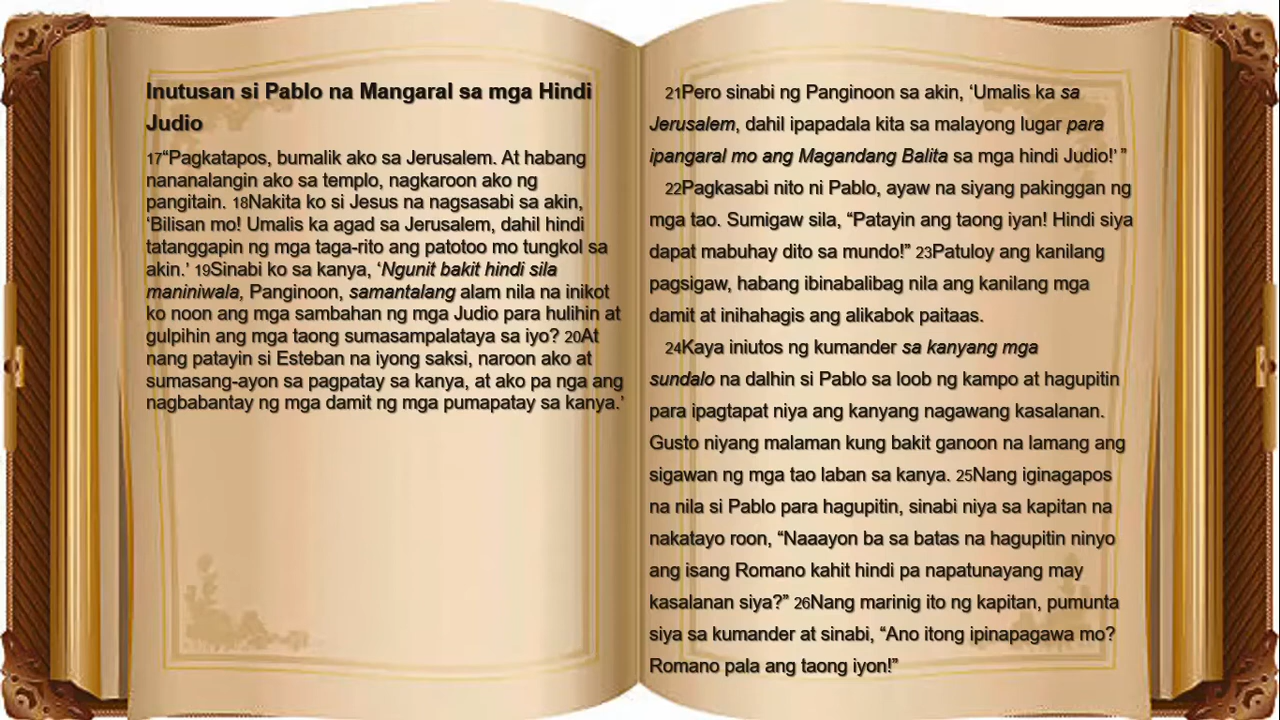 Inutusan si Pablo na Mangaral sa mga Hindi
Judio
17“Pagkatapos, bumalik ako sa Jerusalem. At habang
nananalangin ako sa templo, nagkaroon ako ng
pangitain. 18Nakita ko si Jesus na nagsasabi sa akin,
‘Bilisan mo! Umalis ka agad sa Jerusalem, dahil hindi
tatanggapin ng mga taga-rito ang patotoo mo tungkol sa
akin.’ 19Sinabi ko sa kanya, ‘Ngunit bakit hindi sila
maniniwala, Panginoon, samantalang alam nila na inikot
ko noon ang mga sambahan ng mga Judio para hulihin at
gulpihin ang mga taong sumasampalataya sa iyo? 20At
nang patayin si Esteban na iyong saksi, naroon ako at
sumasang-ayon sa pagpatay sa kanya, at ako pa nga ang
nagbabantay ng mga damit ng mga pumapatay sa kanya.’
21Pero sinabi ng Panginoon sa akin, ‘Umalis ka sa
Jerusalem, dahil ipapadala kita sa malayong lugar para
ipangaral mo ang Magandang Balita sa mga hindi Judio!’ ”
22Pagkasabi nito ni Pablo, ayaw na siyang pakinggan ng
mga tao. Sumigaw sila, “Patayin ang taong iyan! Hindi siya
dapat mabuhay dito sa mundo!” 23Patuloy ang kanilang
pagsigaw, habang ibinabalibag nila ang kanilang mga
damit at inihahagis ang alikabok paitaas.
24Kaya iniutos ng kumander sa kanyang mga
sundalo na dalhin si Pablo sa loob ng kampo at hagupitin
para ipagtapat niya ang kanyang nagawang kasalanan.
Gusto niyang malaman kung bakit ganoon na lamang ang
sigawan ng mga tao laban sa kanya. 25Nang iginagapos
na nila si Pablo para hagupitin, sinabi niya sa kapitan na
nakatayo roon, “Naaayon ba sa batas na hagupitin ninyo
ang isang Romano kahit hindi pa napatunayang may
kasalanan siya?” 26Nang marinig ito ng kapitan, pumunta
siya sa kumander at sinabi, “Ano itong ipinapagawa mo?
Romano pala ang taong iyon!”